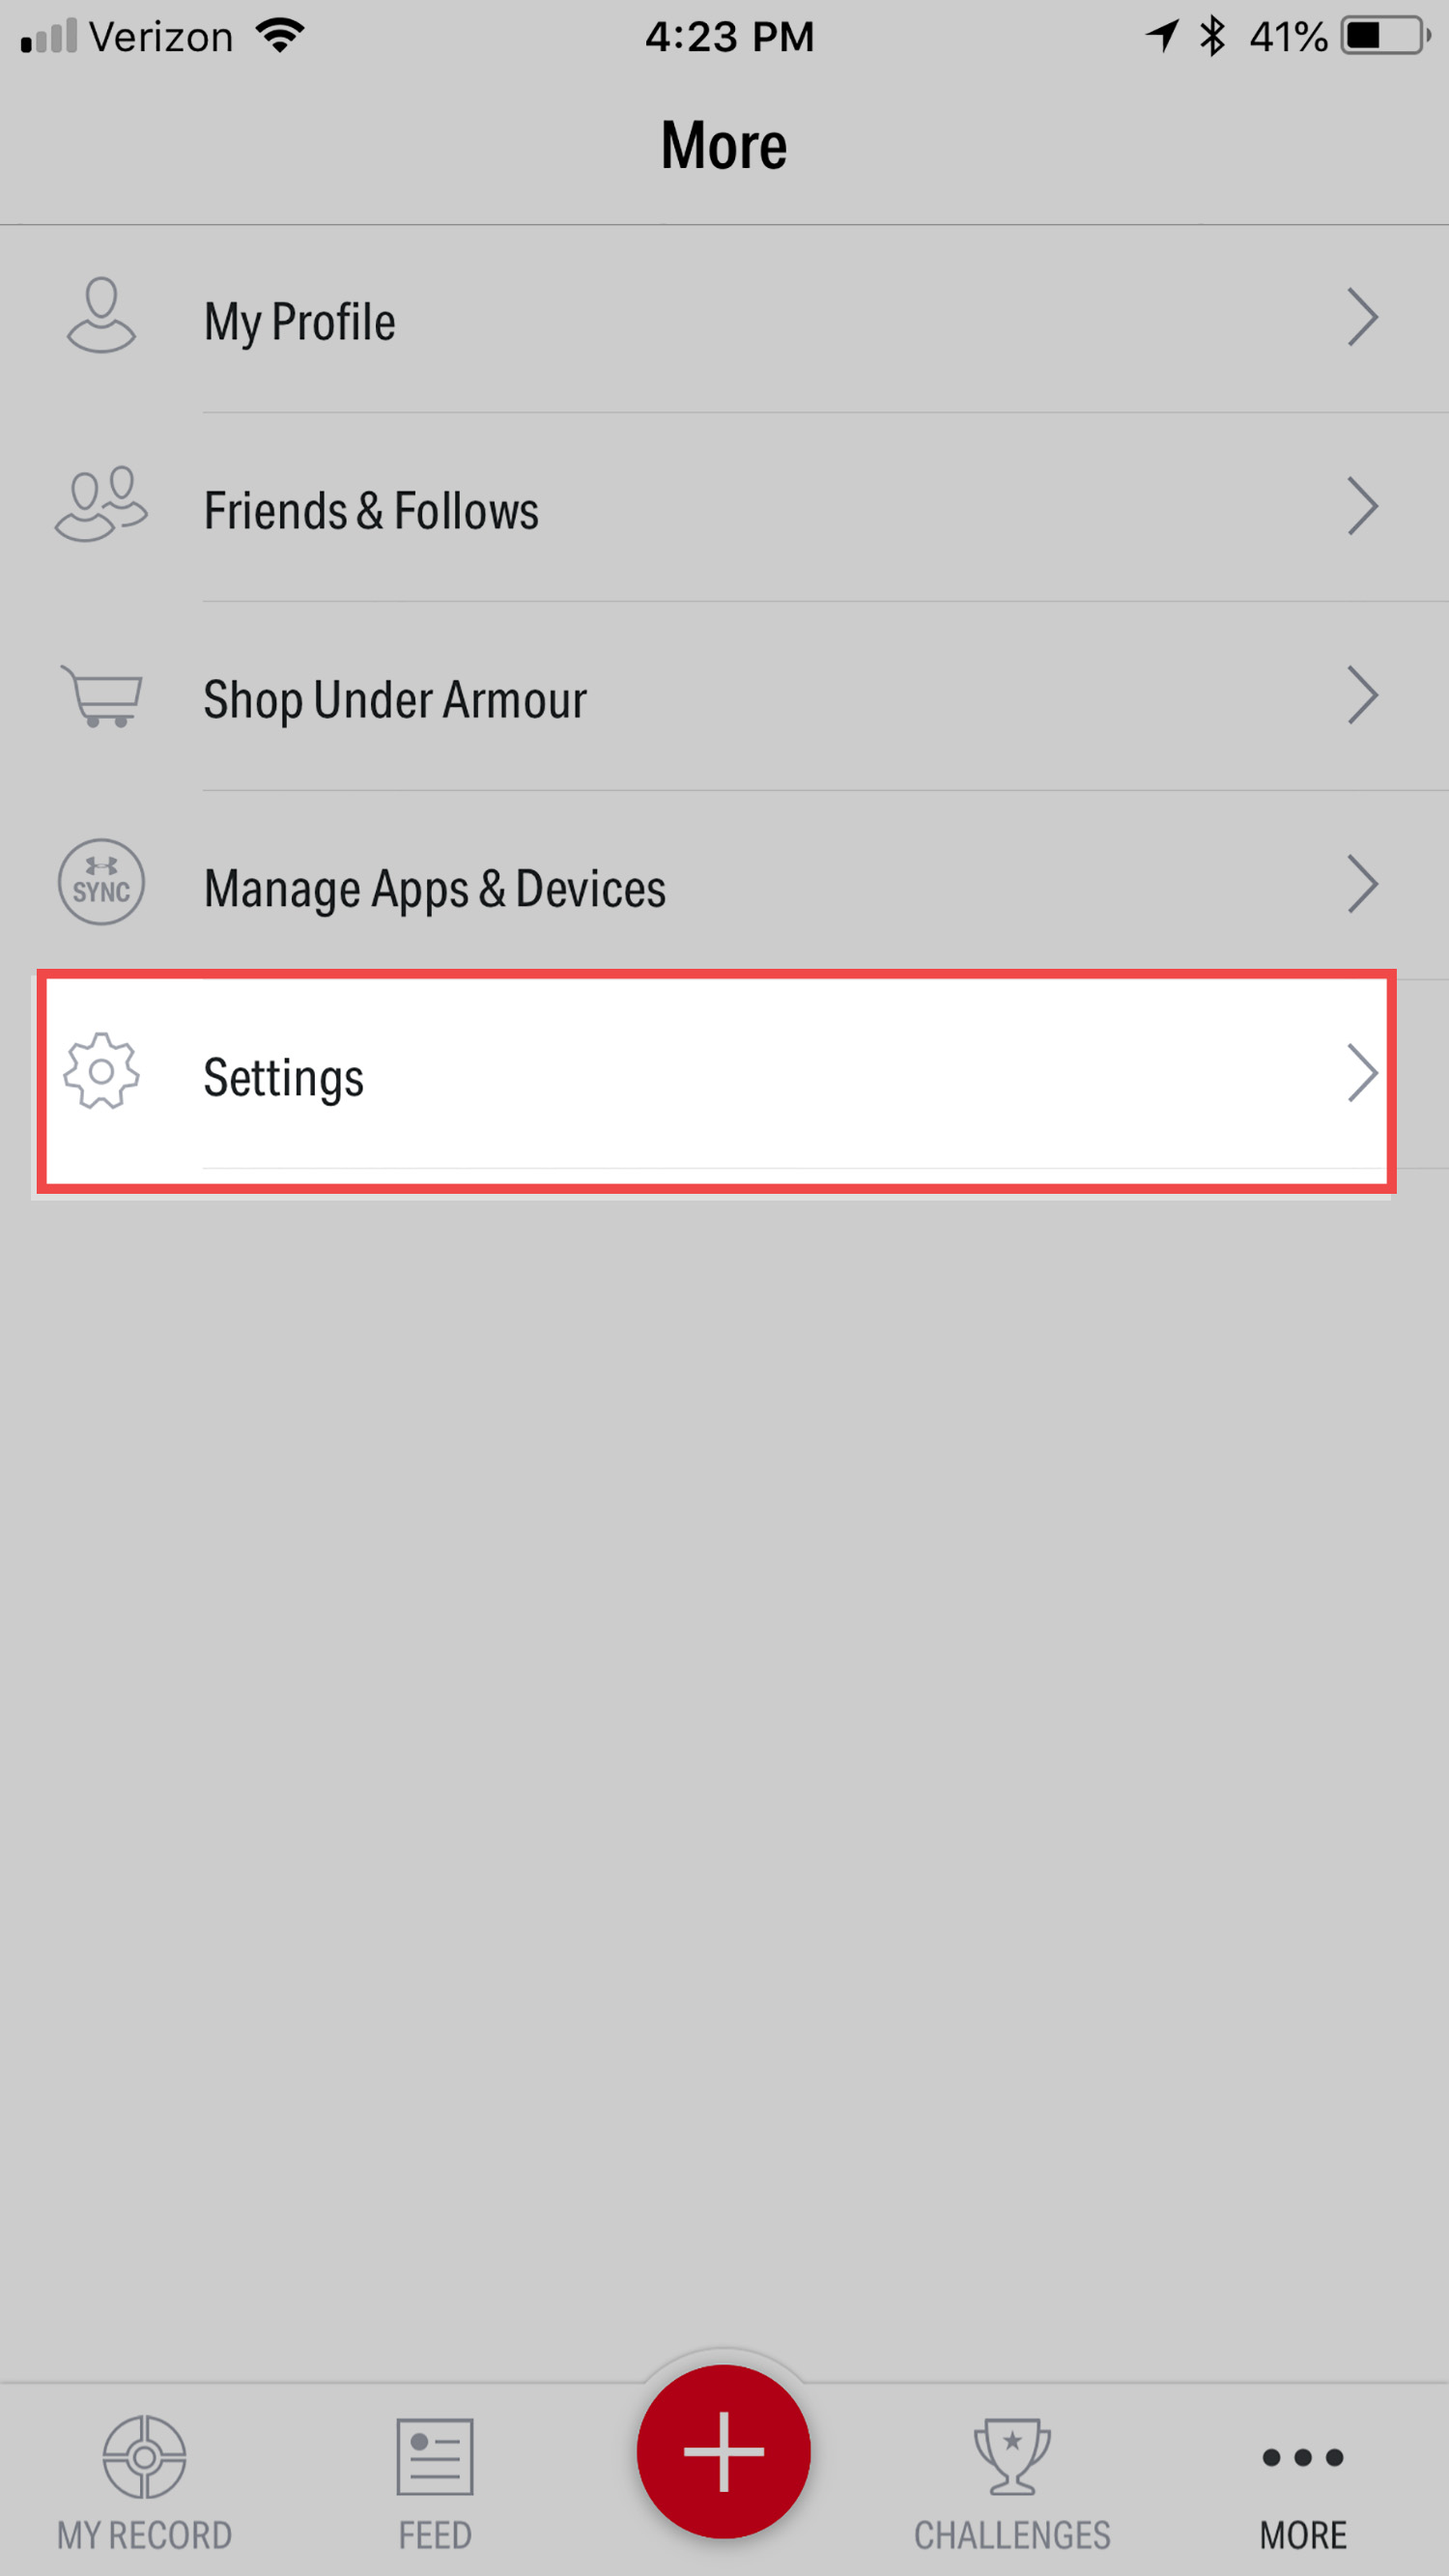 Verizon 4:23 PM 41%
More
My Profile
Friends & Follows
Shop Under Armour
SYNC
Manage Apps & Devices
Settings
MY RECORD FEED CHALLENGES MORE